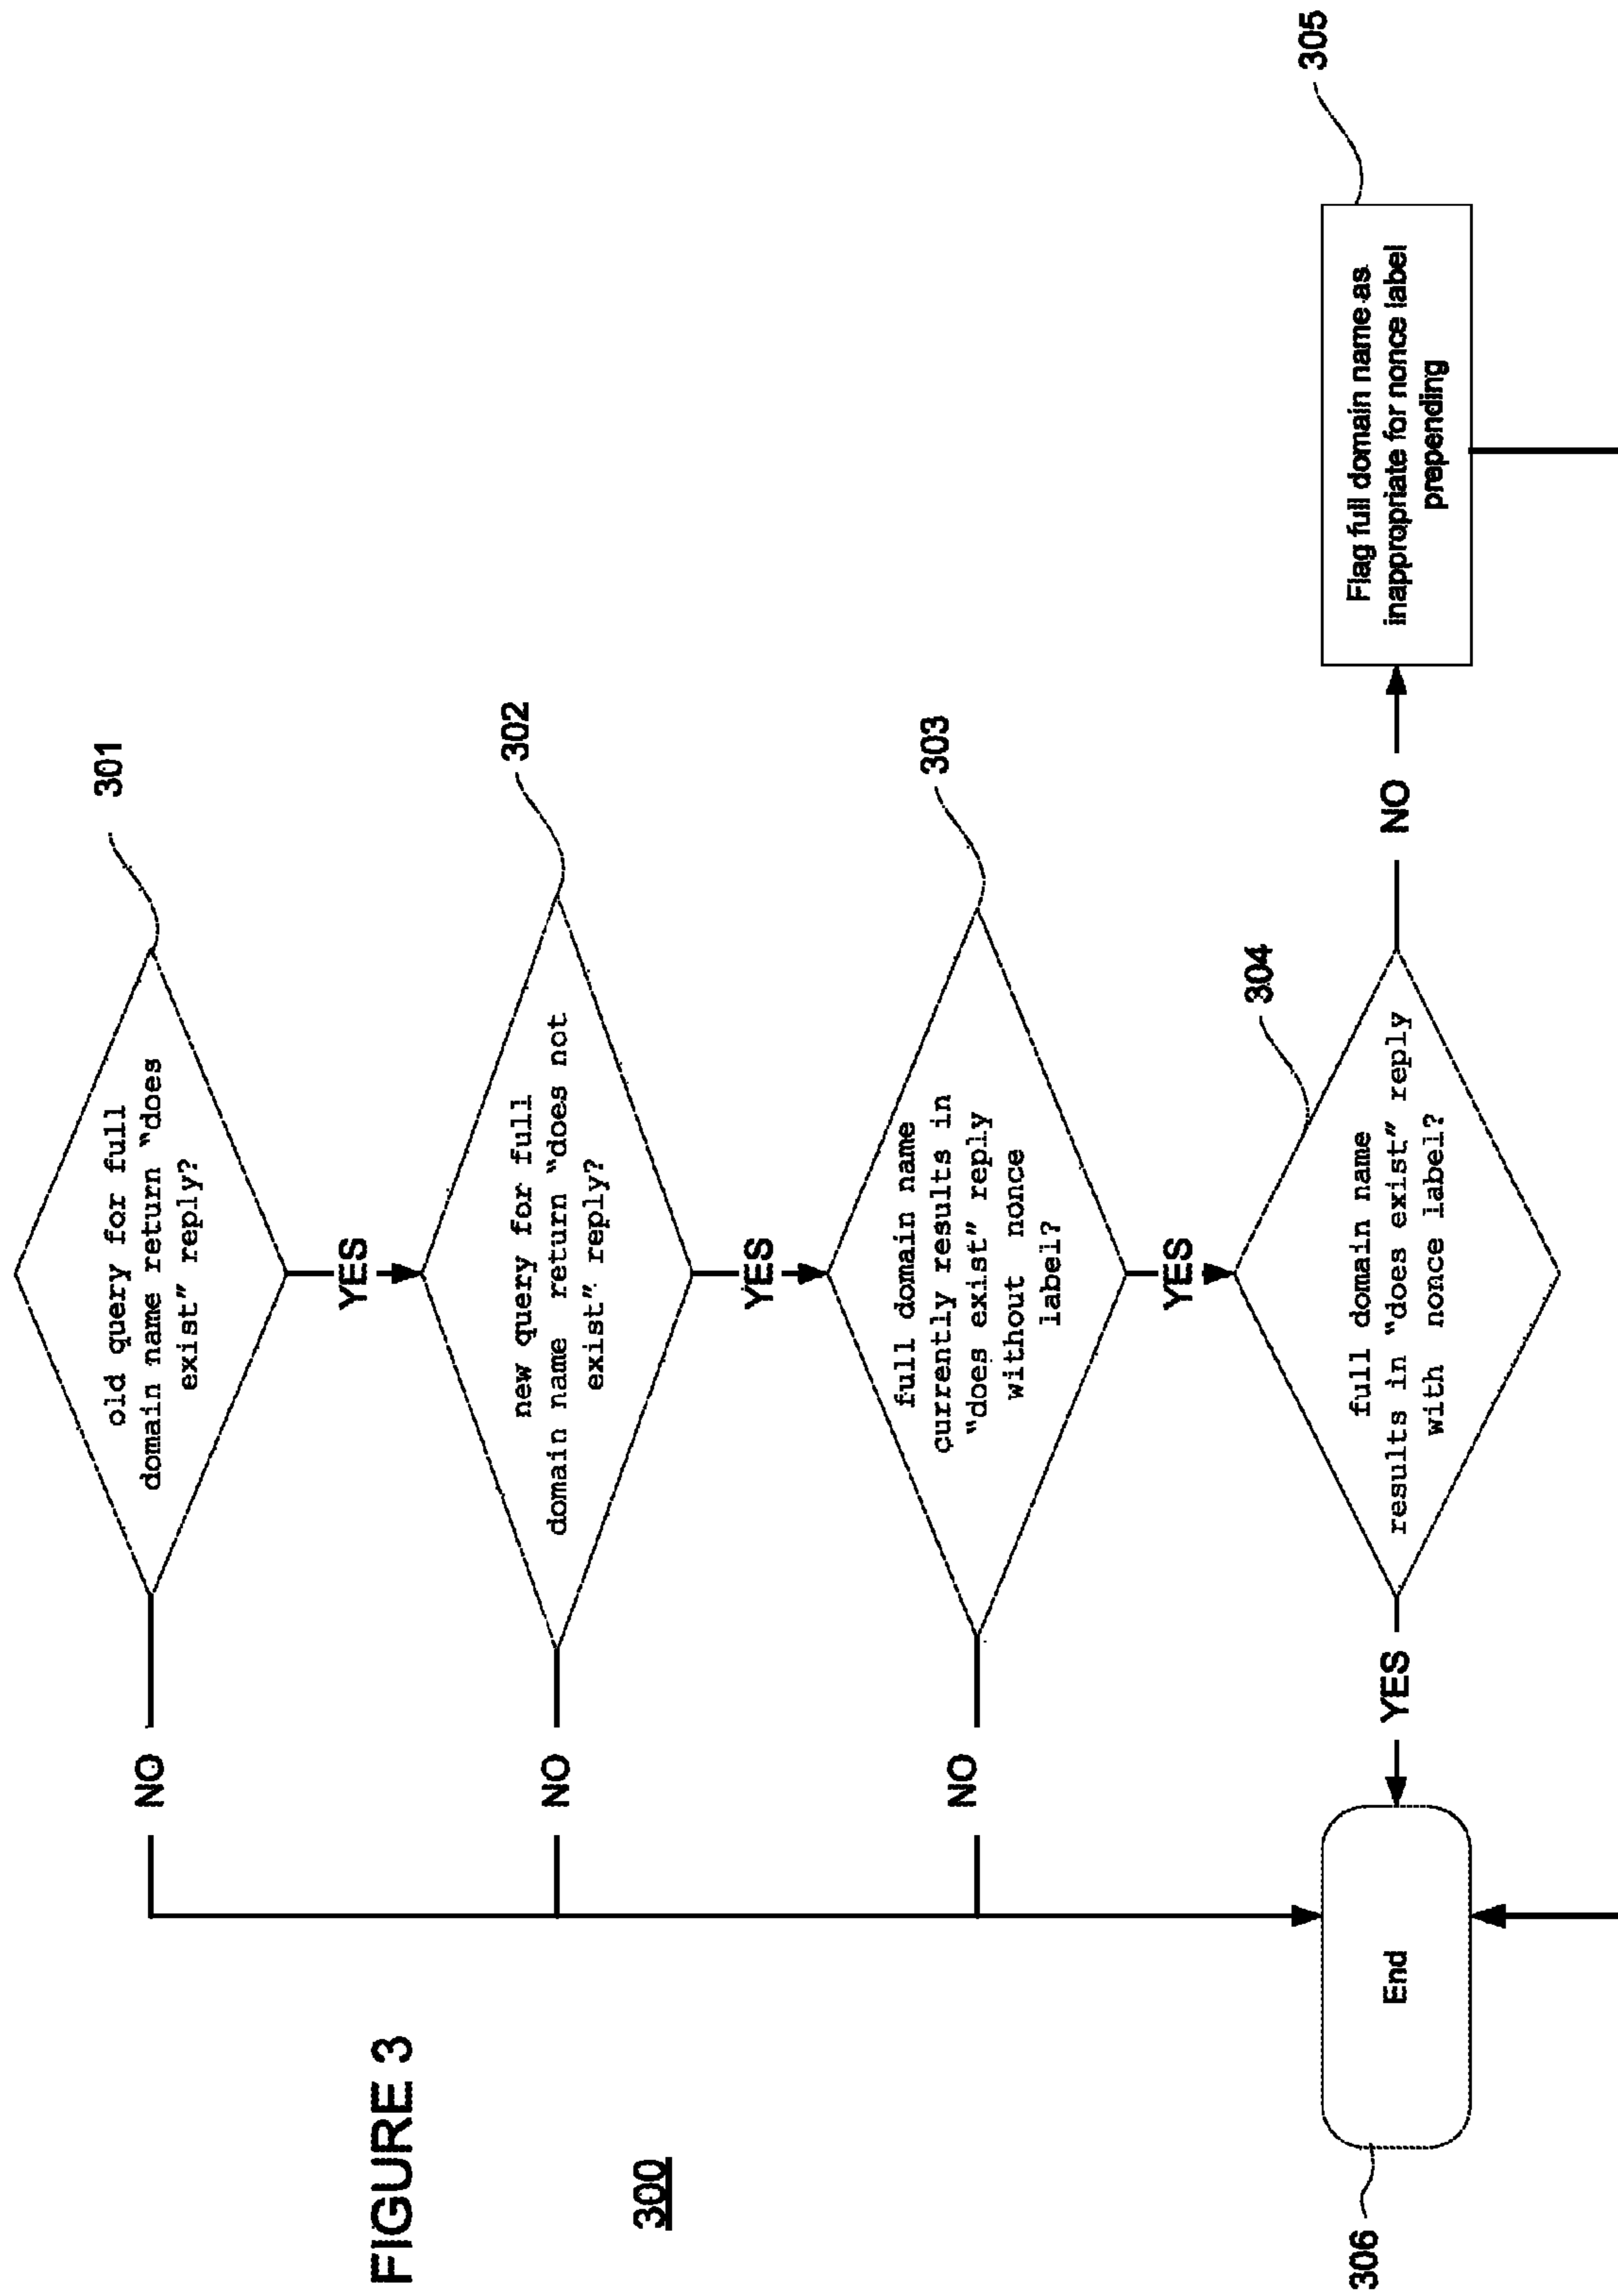 FIGURE 3
300
301
old query for full
domain name return “does
exist” reply?
NO
YES
302
new query for full
domain name return “does not
exist” reply?
NO
YES
303
full domain name
currently results in
“does exist” reply
without nonce
label?
NO
YES
304
full domain name
results in “does exist” reply
with nonce label?
YES
NO
305
Flag full domain name as
inappropriate for nonce label
prepending
End
306